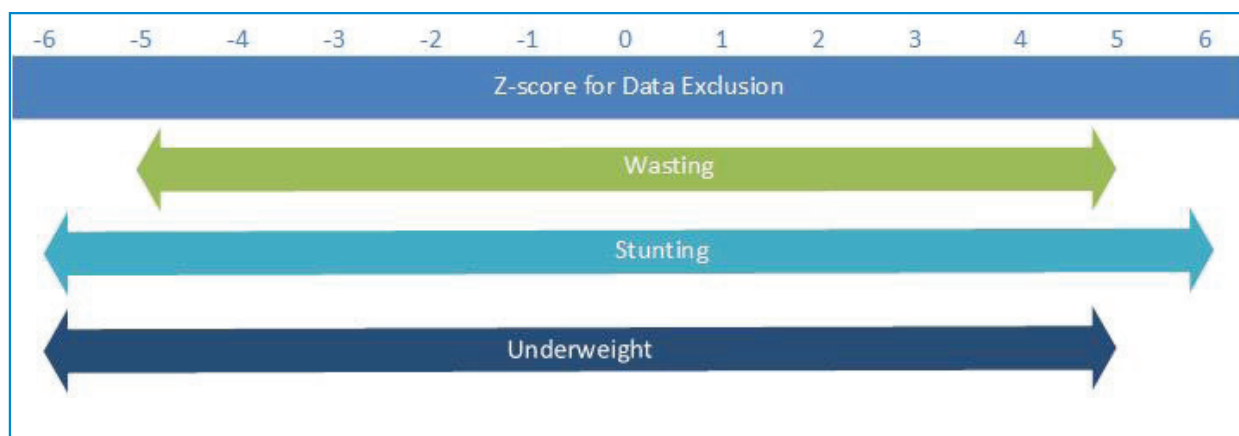 -6 -5 -4 -3 -2 -1 0 1 2 3 4 5 6
Z-score for Data Exclusion
Wasting
Stunting
Underweight